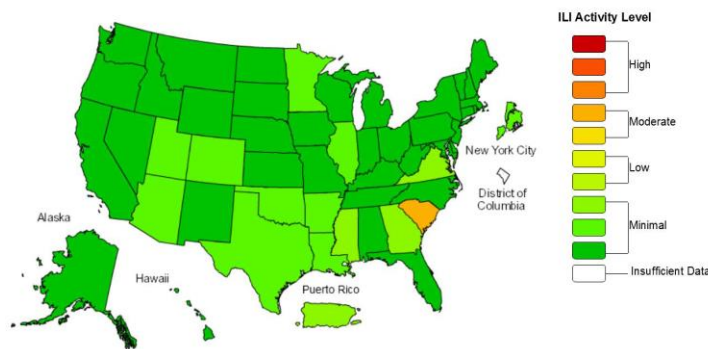 ILI Activity Level
High
Moderate
Low
Minimal
Insufficient Data
New York City
District of
Columbia
Alaska
Hawaii
Puerto Rico